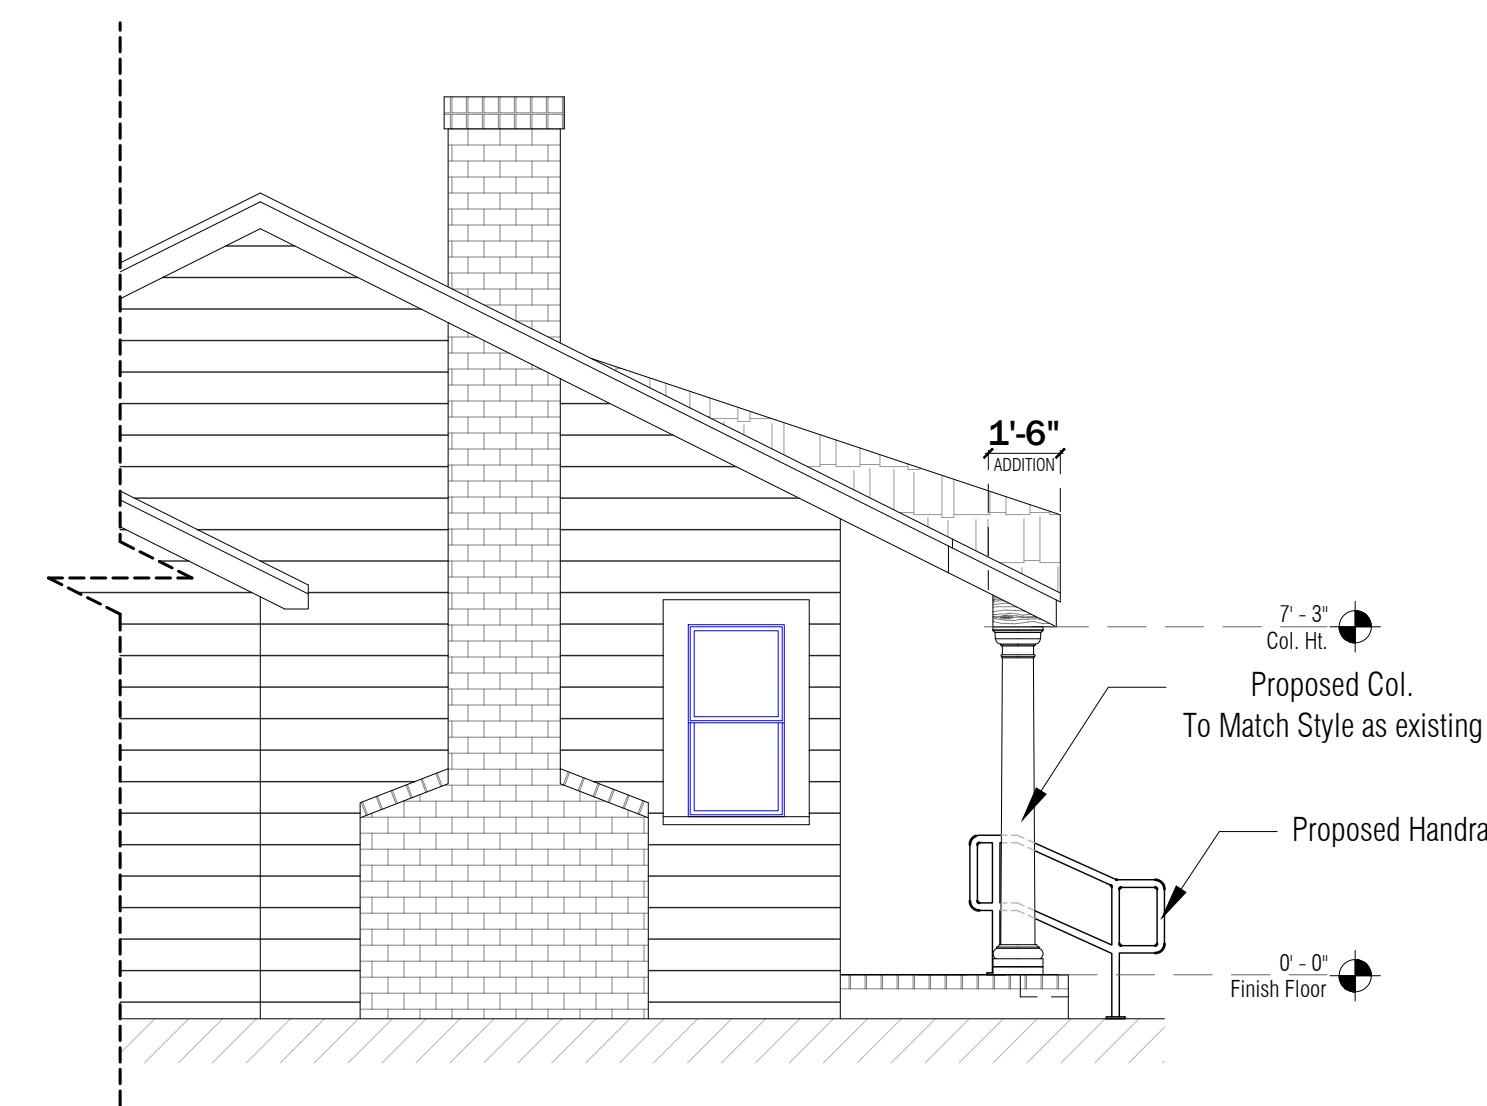 1'-6"
ADDITION
7' - 3"
Col. Ht.
Proposed Col.
To Match Style as existing
Proposed Handra
0' - 0"
Finish Floor